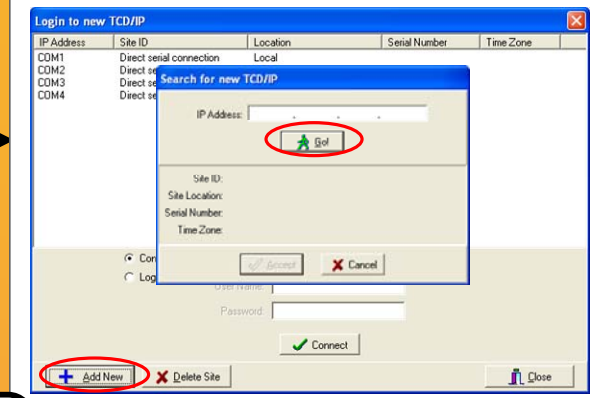 Login to new TCD/IP
IP Address Site ID Location Serial Number Time Zone
COM1 Direct serial connection Local
COM2 Direct se
COM3 Direct se
COM4 Direct se
Search for new TCD/IP
IP Address: . . .
Go!
Site ID:
Site Location:
Serial Number:
Time Zone:
Accept Cancel
Con
Log
User Name:
Password:
Connect
Add New Delete Site Close